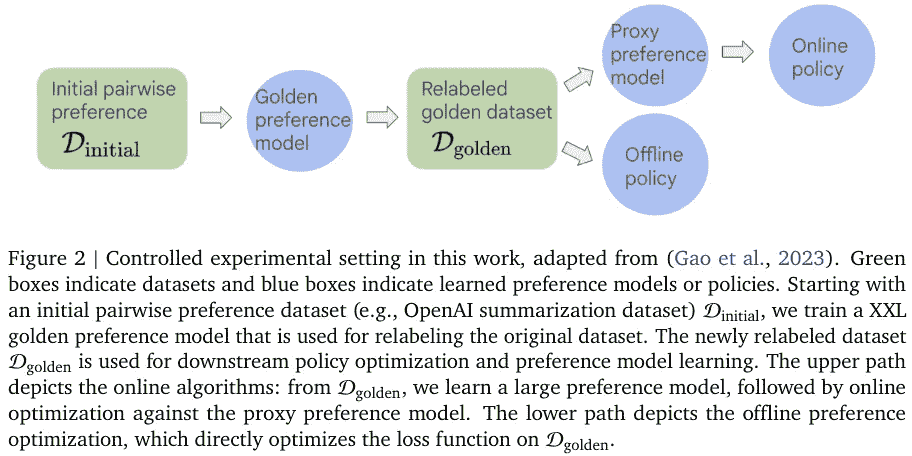 Initial pairwise
preference
𝒟initial
Golden
preference
model
Relabeled
golden dataset
𝒟golden
Proxy
preference
model
Online
policy
Offline
policy
Figure 2 | Controlled experimental setting in this work, adapted from (Gao et al., 2023). Green
boxes indicate datasets and blue boxes indicate learned preference models or policies. Starting with
an initial pairwise preference dataset (e.g., OpenAI summarization dataset) 𝒟initial, we train a XXL
golden preference model that is used for relabeling the original dataset. The newly relabeled dataset
𝒟golden is used for downstream policy optimization and preference model learning. The upper path
depicts the online algorithms: from 𝒟golden, we learn a large preference model, followed by online
optimization against the proxy preference model. The lower path depicts the offline preference
optimization, which directly optimizes the loss function on 𝒟golden.